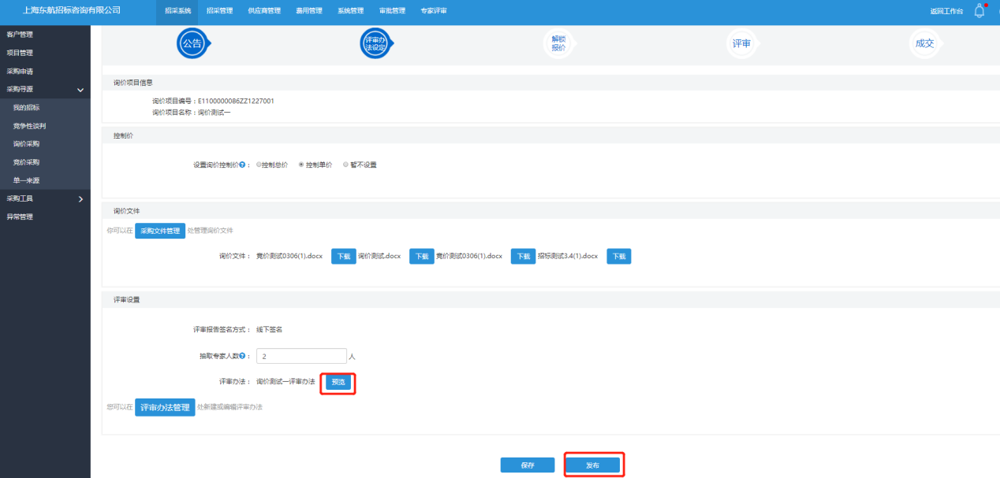 上海东航招标咨询有限公司 招采系统 招采管理 供应商管理 费用管理 系统管理 审批管理 专家评审 返回工作台
客户管理
项目管理
采购申请
采购寻源
我的招标
竞争性谈判
询价采购
竞价采购
单一来源
采购工具
异常管理
公告
评审办
法设定
解锁
报价
评审
成交
询价项目信息
询价项目编号：E1100000086ZZ1227001
询价项目名称：询价测试一
控制价
设置询价控制价?： 控制总价 控制单价 暂不设置
询价文件
你可以在 采购文件管理 处管理询价文件
询价文件： 竞价测试0306(1).docx 下载 询价测试.docx 下载 竞价测试0306(1).docx 下载 招标测试3.4(1).docx 下载
评审设置
评审报告签名方式： 线下签名
抽取专家人数?： 2 人
评审办法： 询价测试一评审办法 预览
您可以在 评审办法管理 处新建或编辑评审办法
保存 发布